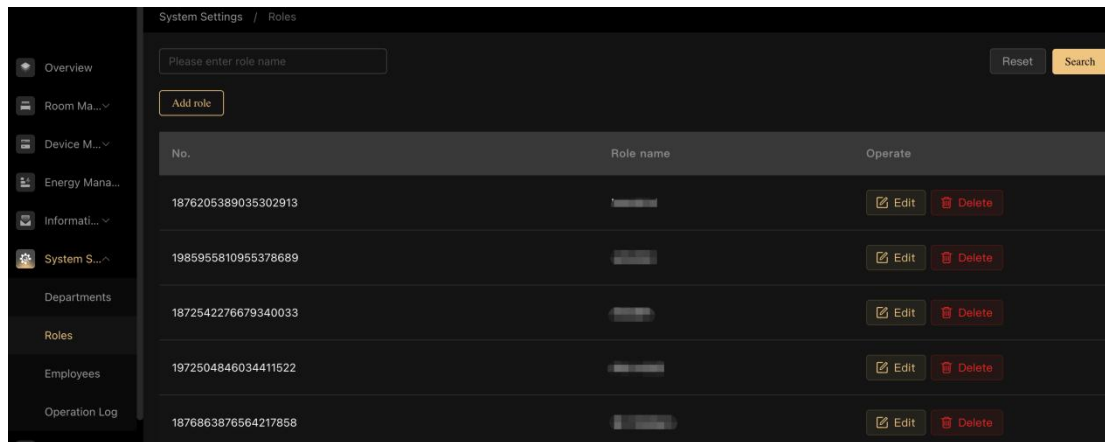 System Settings / Roles
Overview
Room Ma...
Device M...
Energy Mana...
Informati...
System S...
Departments
Roles
Employees
Operation Log
Please enter role name
Reset
Search
Add role
No. Role name Operate
1876205389035302913 Edit Delete
1985955810955378689 Edit Delete
1872542276679340033 Edit Delete
1972504846034411522 Edit Delete
1876863876564217858 Edit Delete